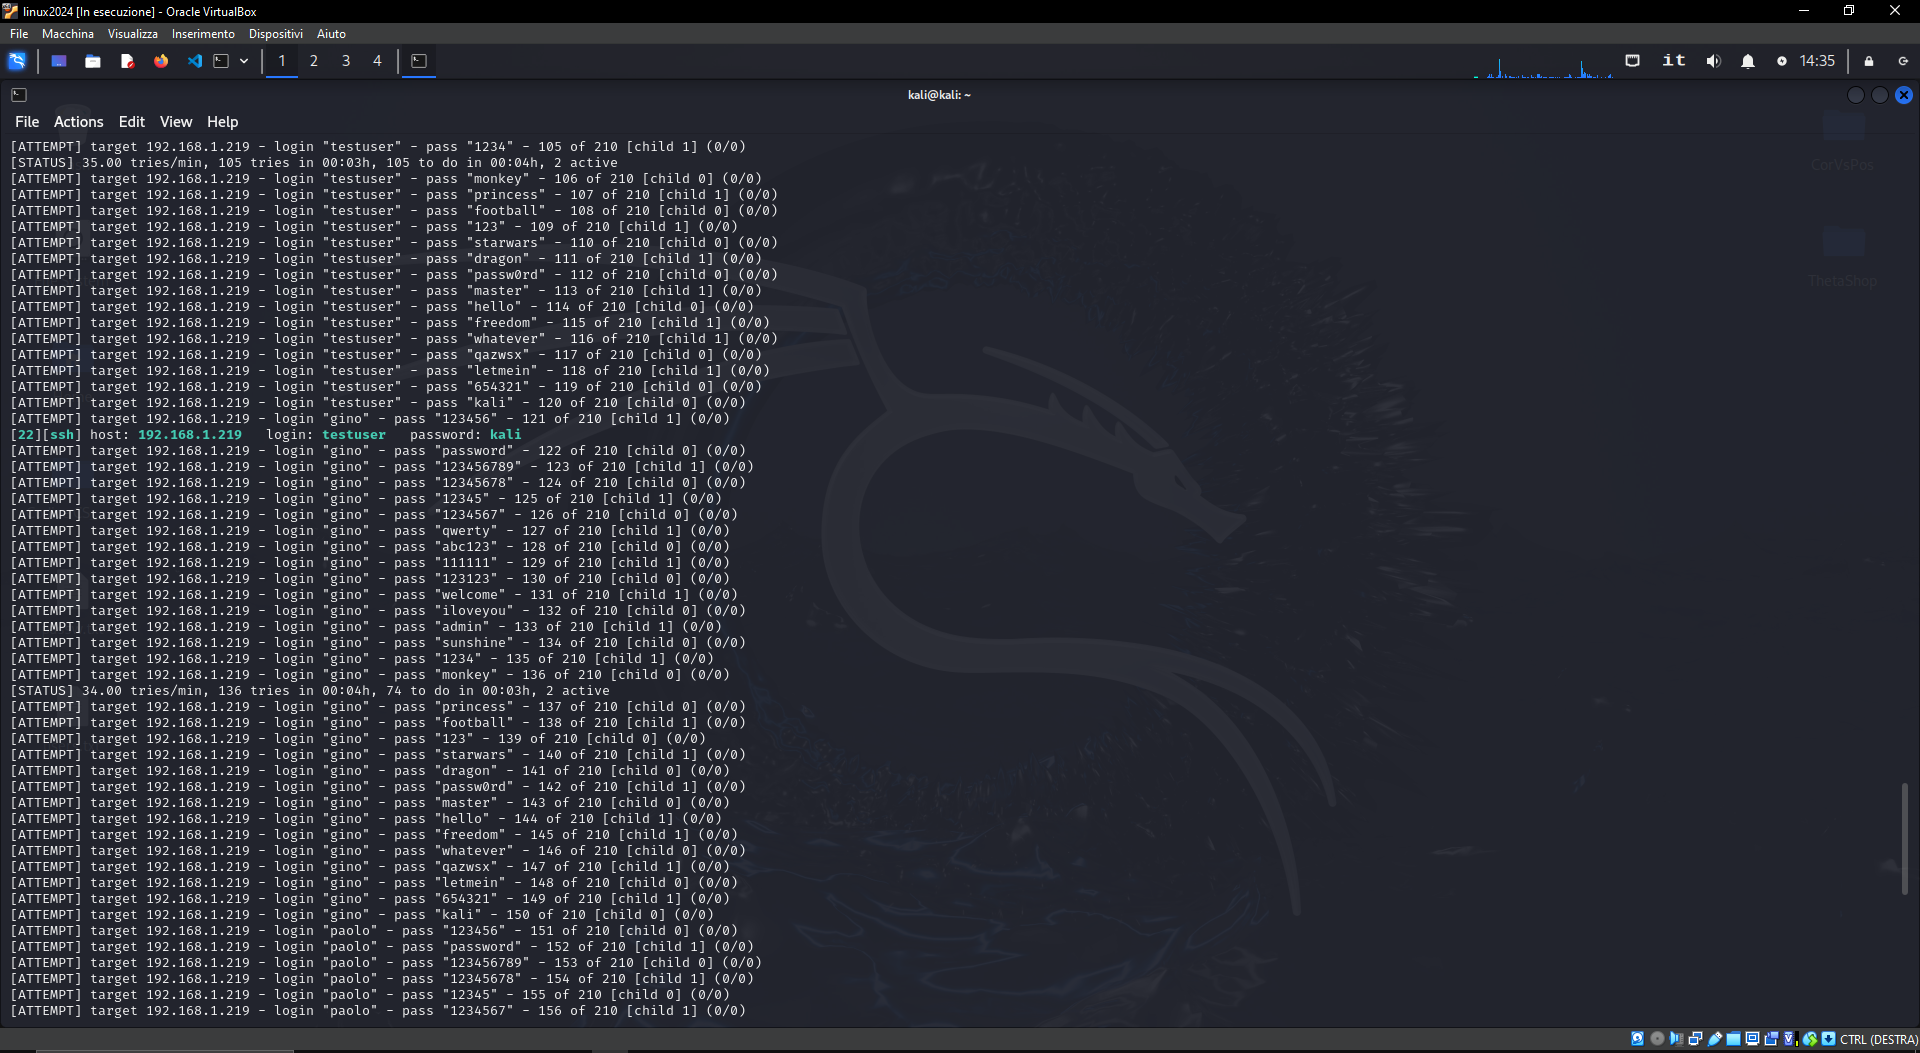 linux2024 [In esecuzione] - Oracle VirtualBox
File Macchina Visualizza Inserimento Dispositivi Aiuto
1 2 3 4 it 14:35
kali@kali: ~
File Actions Edit View Help
[ATTEMPT] target 192.168.1.219 - login "testuser" - pass "1234" - 105 of 210 [child 1] (0/0)
[STATUS] 35.00 tries/min, 105 tries in 00:03h, 105 to do in 00:04h, 2 active
[ATTEMPT] target 192.168.1.219 - login "testuser" - pass "monkey" - 106 of 210 [child 0] (0/0)
[ATTEMPT] target 192.168.1.219 - login "testuser" - pass "princess" - 107 of 210 [child 1] (0/0)
[ATTEMPT] target 192.168.1.219 - login "testuser" - pass "football" - 108 of 210 [child 0] (0/0)
[ATTEMPT] target 192.168.1.219 - login "testuser" - pass "123" - 109 of 210 [child 1] (0/0)
[ATTEMPT] target 192.168.1.219 - login "testuser" - pass "starwars" - 110 of 210 [child 0] (0/0)
[ATTEMPT] target 192.168.1.219 - login "testuser" - pass "dragon" - 111 of 210 [child 1] (0/0)
[ATTEMPT] target 192.168.1.219 - login "testuser" - pass "passw0rd" - 112 of 210 [child 0] (0/0)
[ATTEMPT] target 192.168.1.219 - login "testuser" - pass "master" - 113 of 210 [child 1] (0/0)
[ATTEMPT] target 192.168.1.219 - login "testuser" - pass "hello" - 114 of 210 [child 0] (0/0)
[ATTEMPT] target 192.168.1.219 - login "testuser" - pass "freedom" - 115 of 210 [child 1] (0/0)
[ATTEMPT] target 192.168.1.219 - login "testuser" - pass "whatever" - 116 of 210 [child 1] (0/0)
[ATTEMPT] target 192.168.1.219 - login "testuser" - pass "qazwsx" - 117 of 210 [child 0] (0/0)
[ATTEMPT] target 192.168.1.219 - login "testuser" - pass "letmein" - 118 of 210 [child 1] (0/0)
[ATTEMPT] target 192.168.1.219 - login "testuser" - pass "654321" - 119 of 210 [child 0] (0/0)
[ATTEMPT] target 192.168.1.219 - login "testuser" - pass "kali" - 120 of 210 [child 0] (0/0)
[ATTEMPT] target 192.168.1.219 - login "gino" - pass "123456" - 121 of 210 [child 1] (0/0)
[22][ssh] host: 192.168.1.219   login: testuser   password: kali
[ATTEMPT] target 192.168.1.219 - login "gino" - pass "password" - 122 of 210 [child 0] (0/0)
[ATTEMPT] target 192.168.1.219 - login "gino" - pass "123456789" - 123 of 210 [child 1] (0/0)
[ATTEMPT] target 192.168.1.219 - login "gino" - pass "12345678" - 124 of 210 [child 0] (0/0)
[ATTEMPT] target 192.168.1.219 - login "gino" - pass "12345" - 125 of 210 [child 1] (0/0)
[ATTEMPT] target 192.168.1.219 - login "gino" - pass "1234567" - 126 of 210 [child 0] (0/0)
[ATTEMPT] target 192.168.1.219 - login "gino" - pass "qwerty" - 127 of 210 [child 1] (0/0)
[ATTEMPT] target 192.168.1.219 - login "gino" - pass "abc123" - 128 of 210 [child 0] (0/0)
[ATTEMPT] target 192.168.1.219 - login "gino" - pass "111111" - 129 of 210 [child 1] (0/0)
[ATTEMPT] target 192.168.1.219 - login "gino" - pass "123123" - 130 of 210 [child 0] (0/0)
[ATTEMPT] target 192.168.1.219 - login "gino" - pass "welcome" - 131 of 210 [child 1] (0/0)
[ATTEMPT] target 192.168.1.219 - login "gino" - pass "iloveyou" - 132 of 210 [child 0] (0/0)
[ATTEMPT] target 192.168.1.219 - login "gino" - pass "admin" - 133 of 210 [child 1] (0/0)
[ATTEMPT] target 192.168.1.219 - login "gino" - pass "sunshine" - 134 of 210 [child 0] (0/0)
[ATTEMPT] target 192.168.1.219 - login "gino" - pass "1234" - 135 of 210 [child 1] (0/0)
[ATTEMPT] target 192.168.1.219 - login "gino" - pass "monkey" - 136 of 210 [child 0] (0/0)
[STATUS] 34.00 tries/min, 136 tries in 00:04h, 74 to do in 00:03h, 2 active
[ATTEMPT] target 192.168.1.219 - login "gino" - pass "princess" - 137 of 210 [child 0] (0/0)
[ATTEMPT] target 192.168.1.219 - login "gino" - pass "football" - 138 of 210 [child 1] (0/0)
[ATTEMPT] target 192.168.1.219 - login "gino" - pass "123" - 139 of 210 [child 0] (0/0)
[ATTEMPT] target 192.168.1.219 - login "gino" - pass "starwars" - 140 of 210 [child 1] (0/0)
[ATTEMPT] target 192.168.1.219 - login "gino" - pass "dragon" - 141 of 210 [child 0] (0/0)
[ATTEMPT] target 192.168.1.219 - login "gino" - pass "passw0rd" - 142 of 210 [child 1] (0/0)
[ATTEMPT] target 192.168.1.219 - login "gino" - pass "master" - 143 of 210 [child 0] (0/0)
[ATTEMPT] target 192.168.1.219 - login "gino" - pass "hello" - 144 of 210 [child 1] (0/0)
[ATTEMPT] target 192.168.1.219 - login "gino" - pass "freedom" - 145 of 210 [child 1] (0/0)
[ATTEMPT] target 192.168.1.219 - login "gino" - pass "whatever" - 146 of 210 [child 0] (0/0)
[ATTEMPT] target 192.168.1.219 - login "gino" - pass "qazwsx" - 147 of 210 [child 1] (0/0)
[ATTEMPT] target 192.168.1.219 - login "gino" - pass "letmein" - 148 of 210 [child 0] (0/0)
[ATTEMPT] target 192.168.1.219 - login "gino" - pass "654321" - 149 of 210 [child 1] (0/0)
[ATTEMPT] target 192.168.1.219 - login "gino" - pass "kali" - 150 of 210 [child 0] (0/0)
[ATTEMPT] target 192.168.1.219 - login "paolo" - pass "123456" - 151 of 210 [child 0] (0/0)
[ATTEMPT] target 192.168.1.219 - login "paolo" - pass "password" - 152 of 210 [child 1] (0/0)
[ATTEMPT] target 192.168.1.219 - login "paolo" - pass "123456789" - 153 of 210 [child 0] (0/0)
[ATTEMPT] target 192.168.1.219 - login "paolo" - pass "12345678" - 154 of 210 [child 1] (0/0)
[ATTEMPT] target 192.168.1.219 - login "paolo" - pass "12345" - 155 of 210 [child 0] (0/0)
[ATTEMPT] target 192.168.1.219 - login "paolo" - pass "1234567" - 156 of 210 [child 1] (0/0)
CorVsPos
ThetaShop
CTRL (DESTRA)